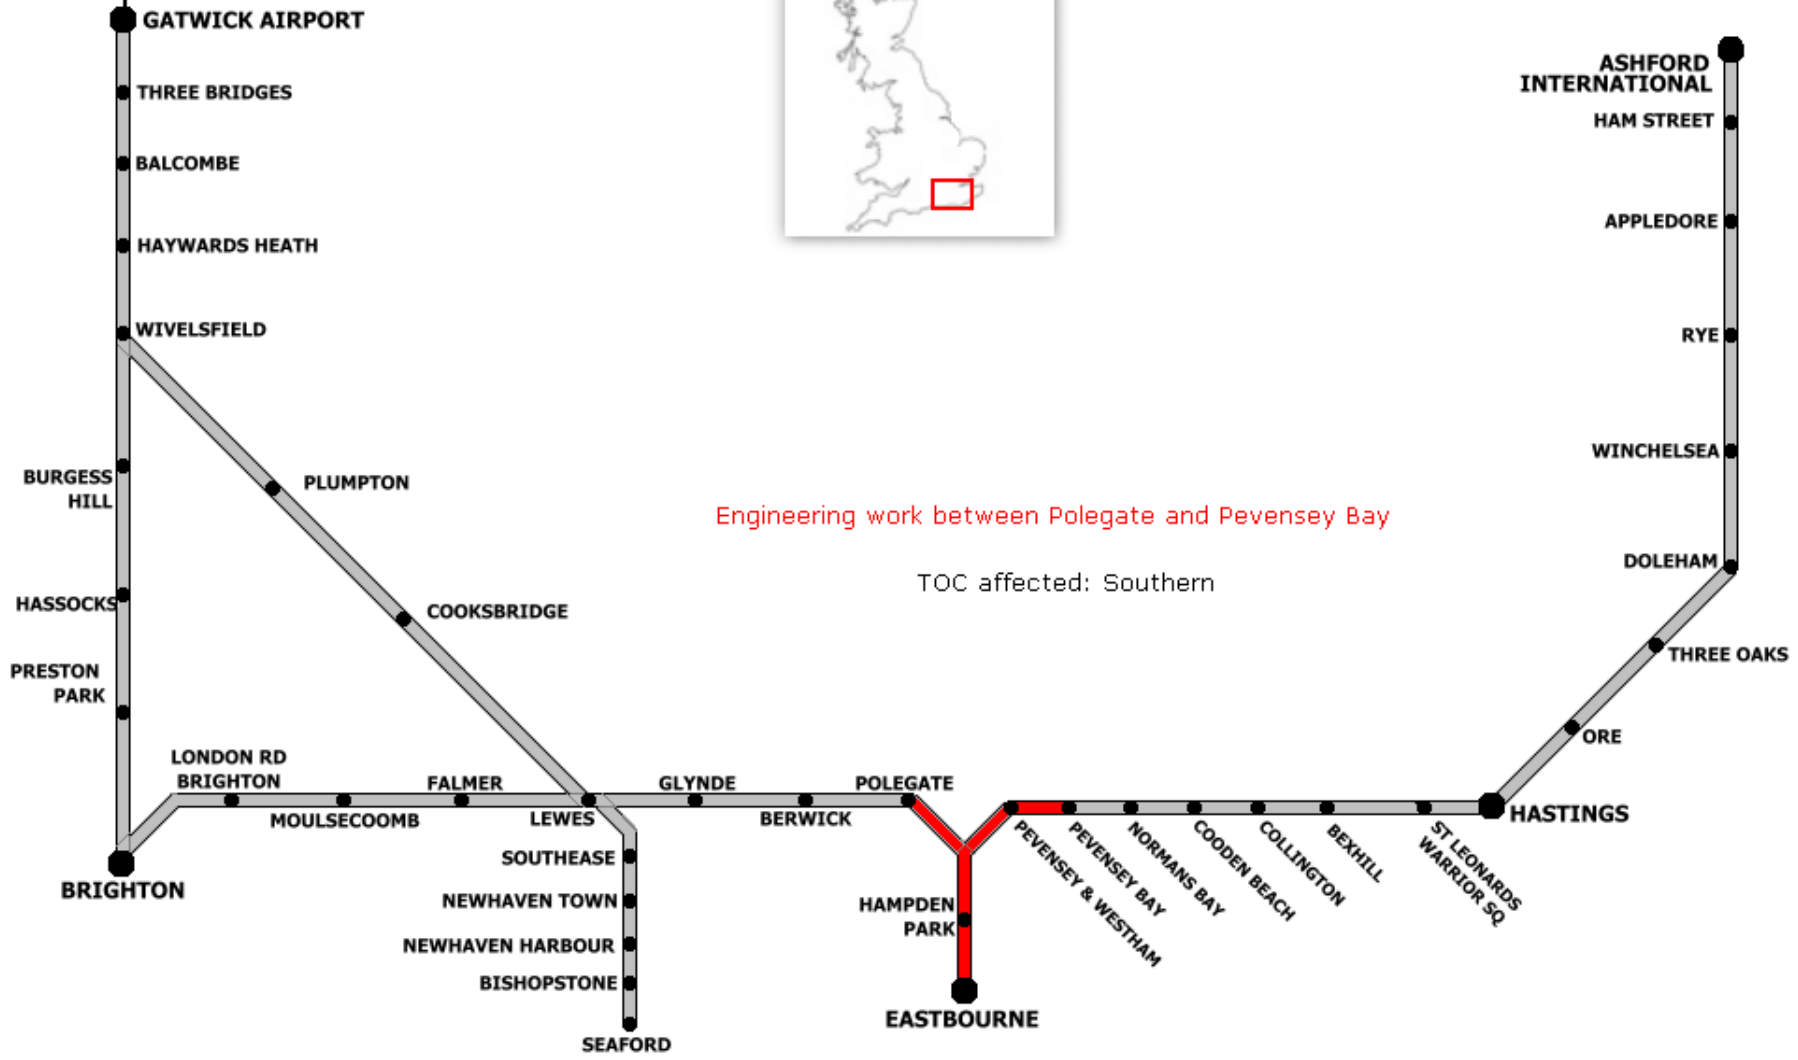 GATWICK AIRPORT
THREE BRIDGES
BALCOMBE
HAYWARDS HEATH
WIVELSFIELD
BURGESS
HILL
HASSOCKS
PRESTON
PARK
BRIGHTON
PLUMPTON
COOKSBRIDGE
LONDON RD
BRIGHTON
MOULSECOOMB
FALMER
LEWES
GLYNDE
BERWICK
POLEGATE
SOUTHEASE
NEWHAVEN TOWN
NEWHAVEN HARBOUR
BISHOPSTONE
SEAFORD
HAMPDEN
PARK
EASTBOURNE
Engineering work between Polegate and Pevensey Bay
TOC affected: Southern
PEVENSEY & WESTHAM
PEVENSEY BAY
NORMANS BAY
COODEN BEACH
COLLINGTON
BEXHILL
ST LEONARDS
WARRIOR SQ
HASTINGS
ORE
THREE OAKS
DOLEHAM
WINCHELSEA
RYE
APPLEDORE
HAM STREET
ASHFORD
INTERNATIONAL